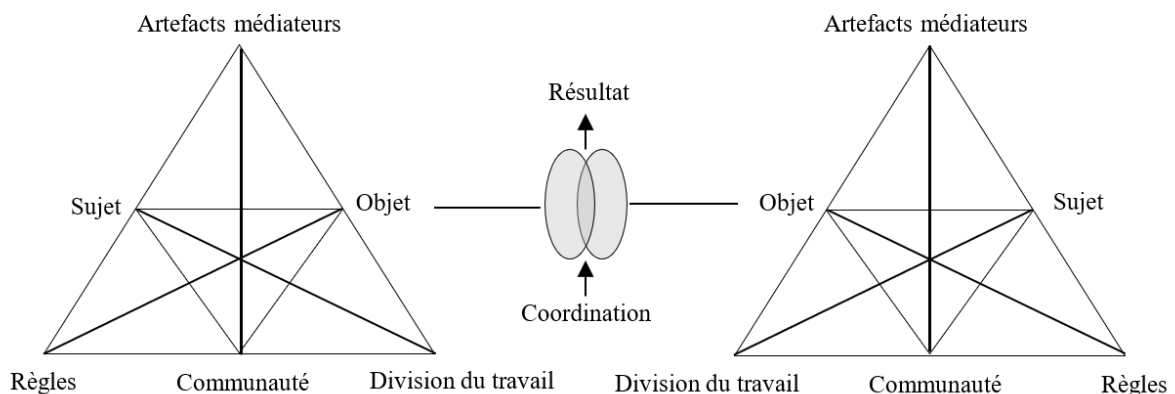 Artefacts médiateurs
Artefacts médiateurs
Résultat
Sujet
Objet
Objet
Sujet
Coordination
Règles
Communauté
Division du travail
Division du travail
Communauté
Règles